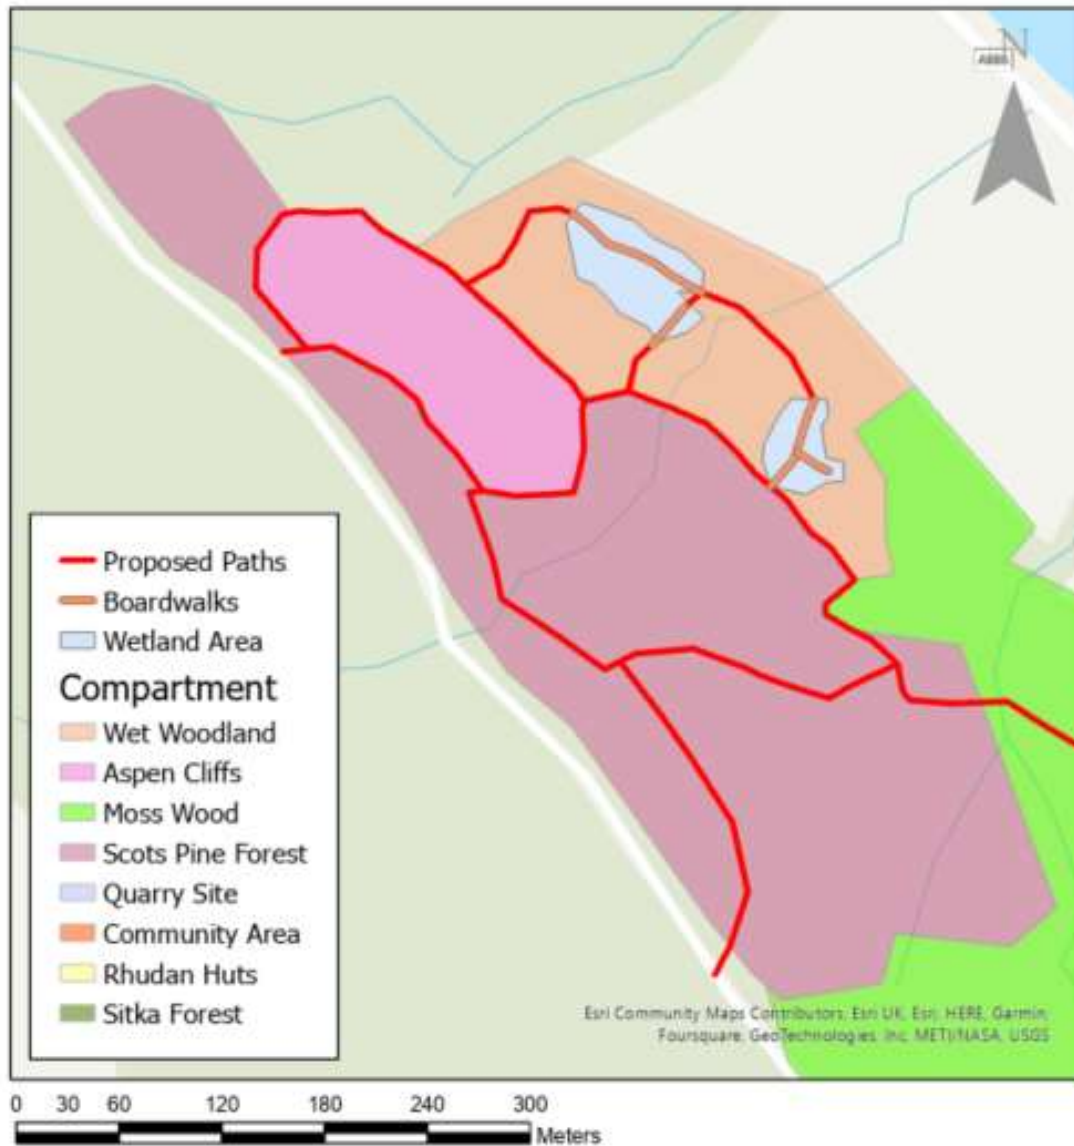 N
Proposed Paths
Boardwalks
Wetland Area
Compartment
Wet Woodland
Aspen Cliffs
Moss Wood
Scots Pine Forest
Quarry Site
Community Area
Rhudan Huts
Sitka Forest
Esri Community Maps Contributors, Esri UK, Esri, HERE, Garmin,
Foursquare, GeoTechnologies, Inc, METI/NASA, USGS
0 30 60 120 180 240 300
Meters